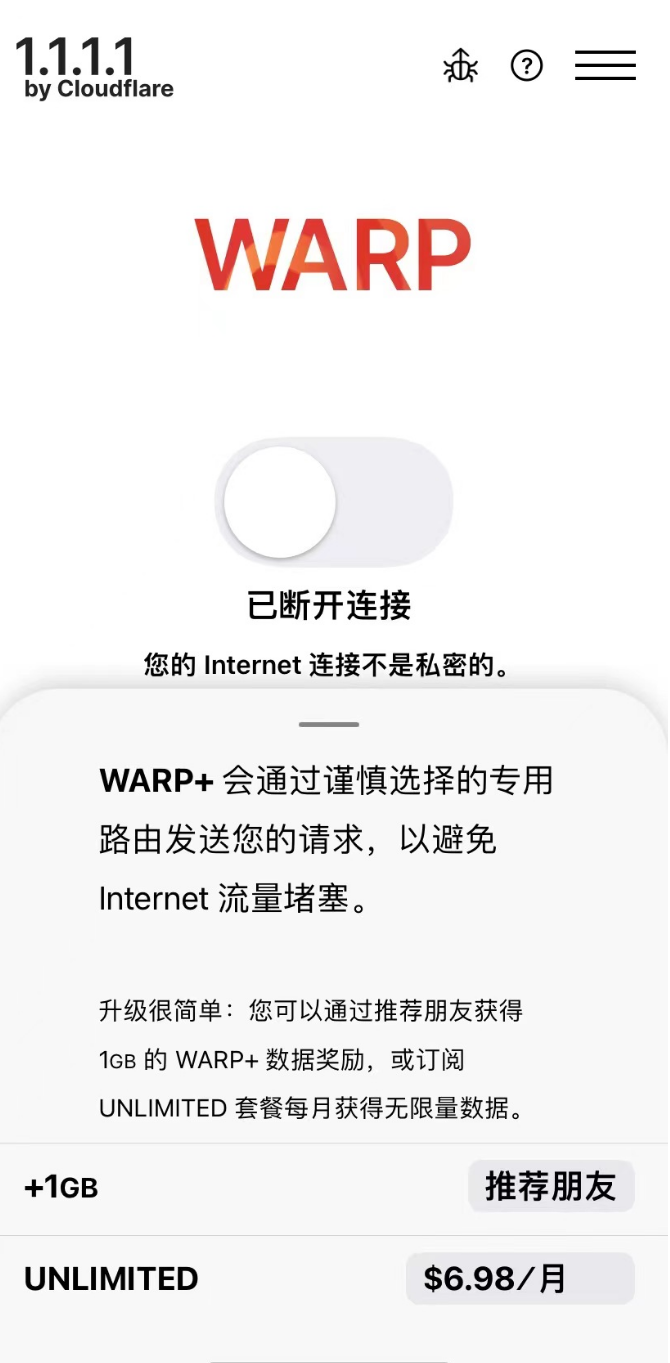 1.1.1.1
by Cloudflare
WARP
已断开连接
您的 Internet 连接不是私密的。
WARP+ 会通过谨慎选择的专用
路由发送您的请求，以避免
Internet 流量堵塞。
升级很简单：您可以通过推荐朋友获得
1GB 的 WARP+ 数据奖励，或订阅
UNLIMITED 套餐每月获得无限量数据。
+1GB 推荐朋友
UNLIMITED $6.98/月